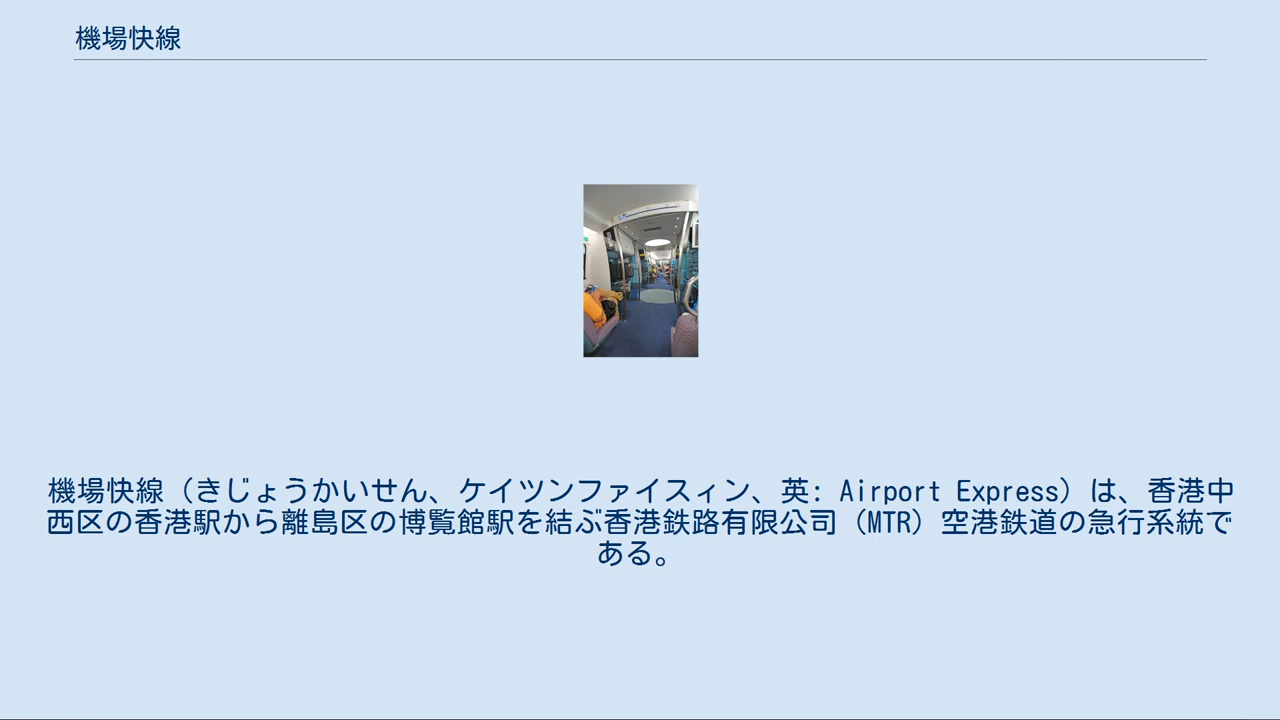 機場快線
機場快線（きじょうかいせん、ケイツンファイスィン、英: Airport Express）は、香港中
西区の香港駅から離島区の博覧館駅を結ぶ香港鉄路有限公司（MTR）空港鉄道の急行系統で
ある。